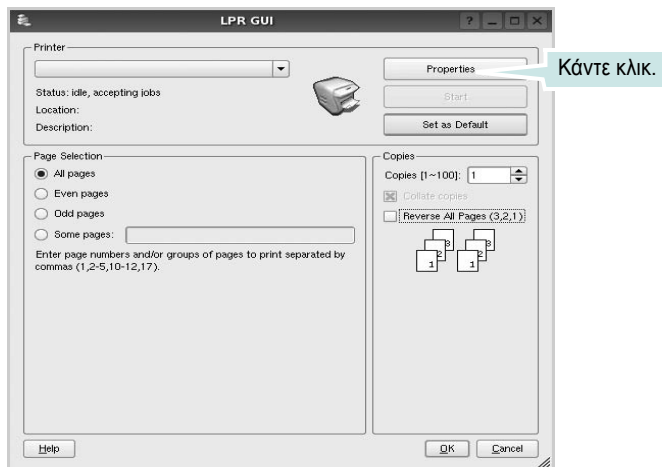 LPR GUI
Printer
Properties
Κάντε κλικ.
Status: idle, accepting jobs
Start
Location:
Description:
Set as Default
Page Selection
Copies
All pages
Copies [1~100]: 1
Even pages
Collate copies
Odd pages
Reverse All Pages (3,2,1)
Some pages:
Enter page numbers and/or groups of pages to print separated by
commas (1,2-5,10-12,17).
3 3
2 2
1 1
Help
OK
Cancel